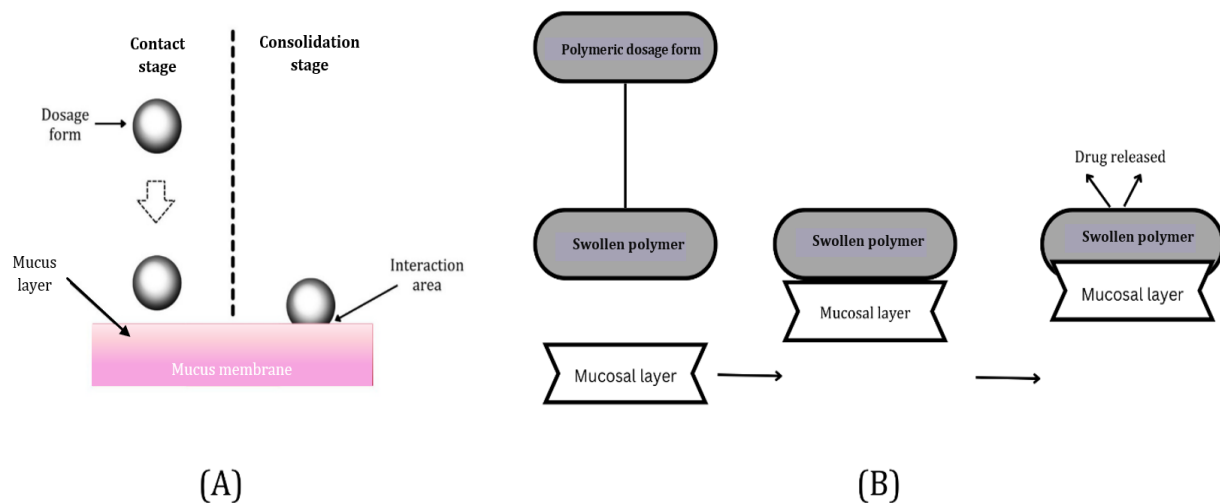 Contact
stage
Consolidation
stage
Dosage
form
Mucus
layer
Interaction
area
Mucus membrane
(A)
Polymeric dosage form
Swollen polymer
Mucosal layer
Swollen polymer
Mucosal layer
Drug released
Swollen polymer
Mucosal layer
(B)